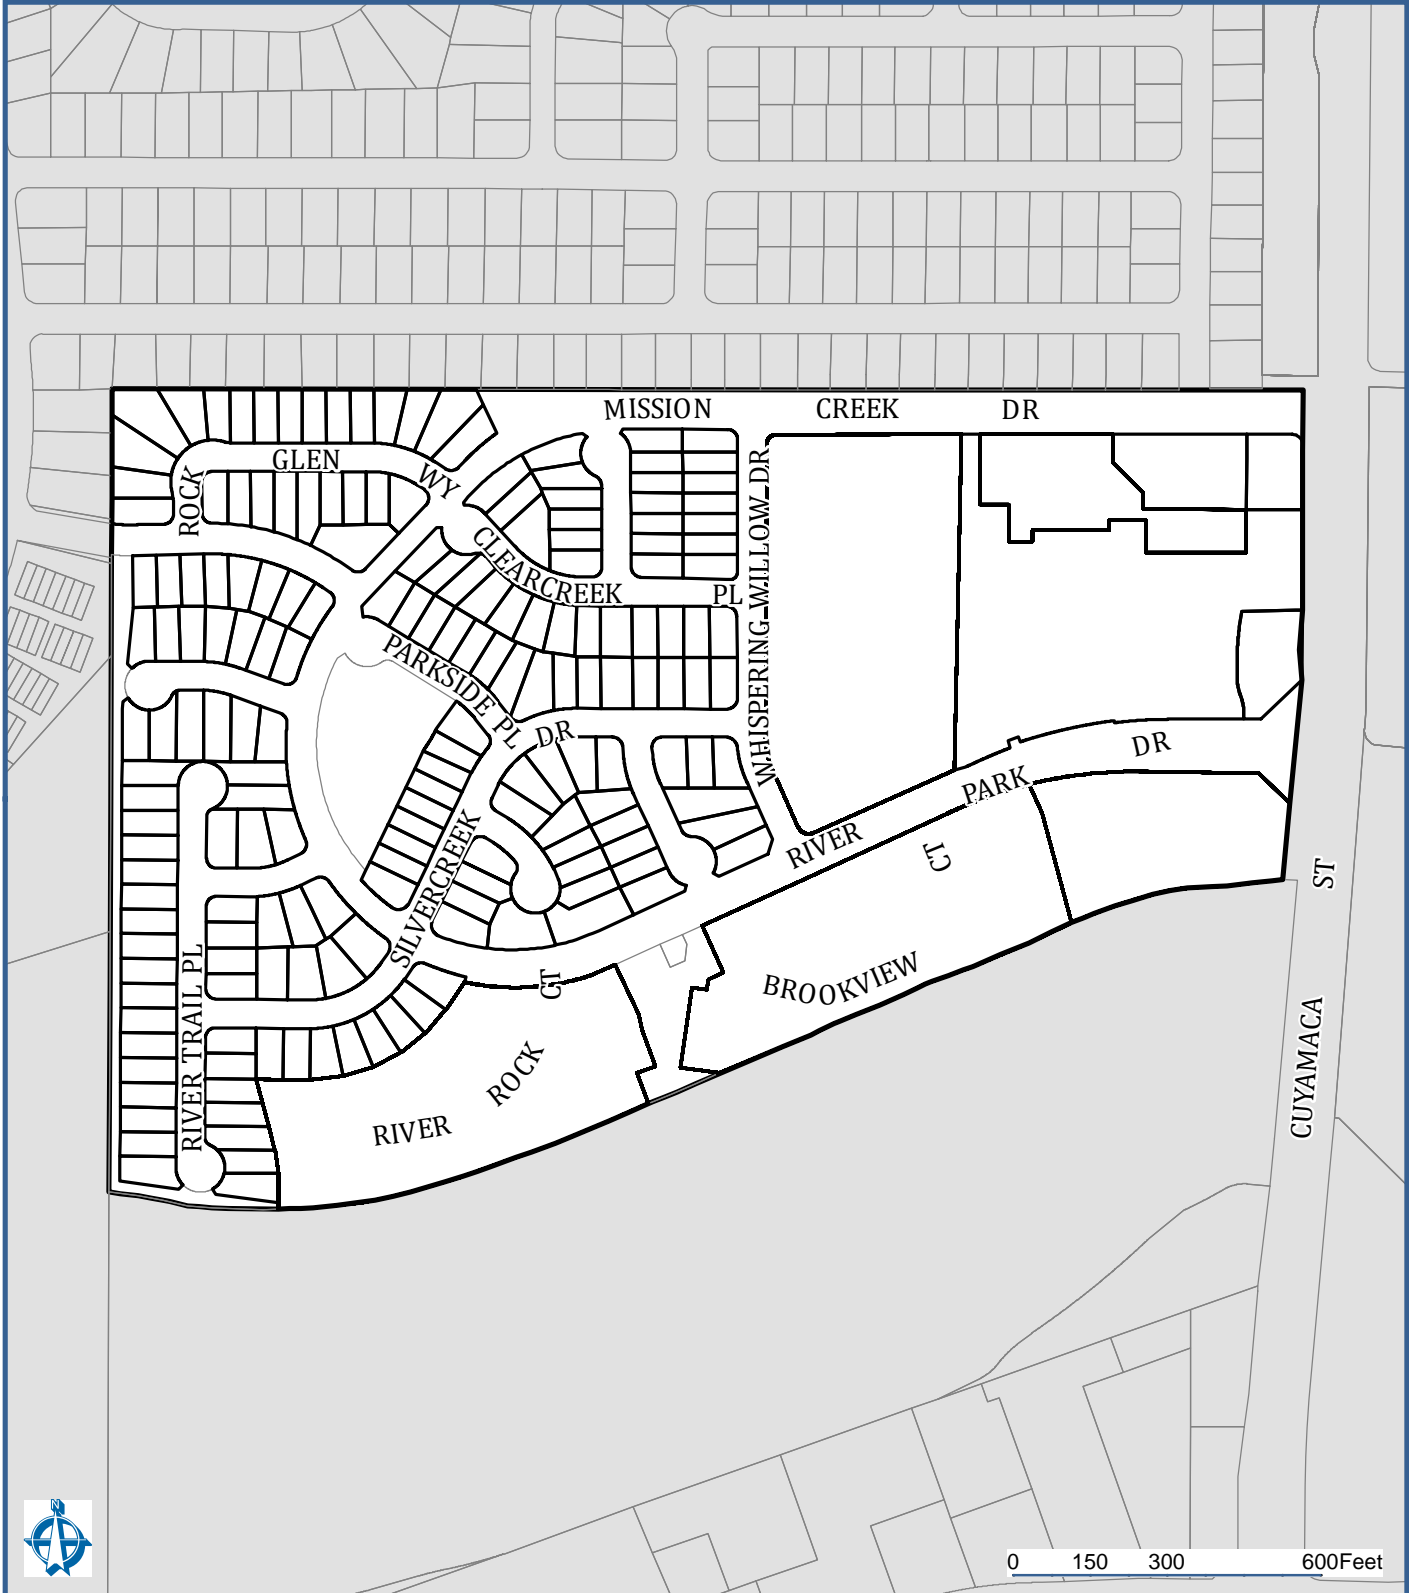 MISSION CREEK DR
GLEN WY
ROCK
WHISPERING WILLOW DR
CLEARCREEK PL
PARKSIDE PL
DR
SILVERCREEK
DR
PARK
RIVER
CT
ST
BROOKVIEW
CT
RIVER TRAIL PL
ROCK
RIVER
CUYAMACA
N
0 150 300 600Feet